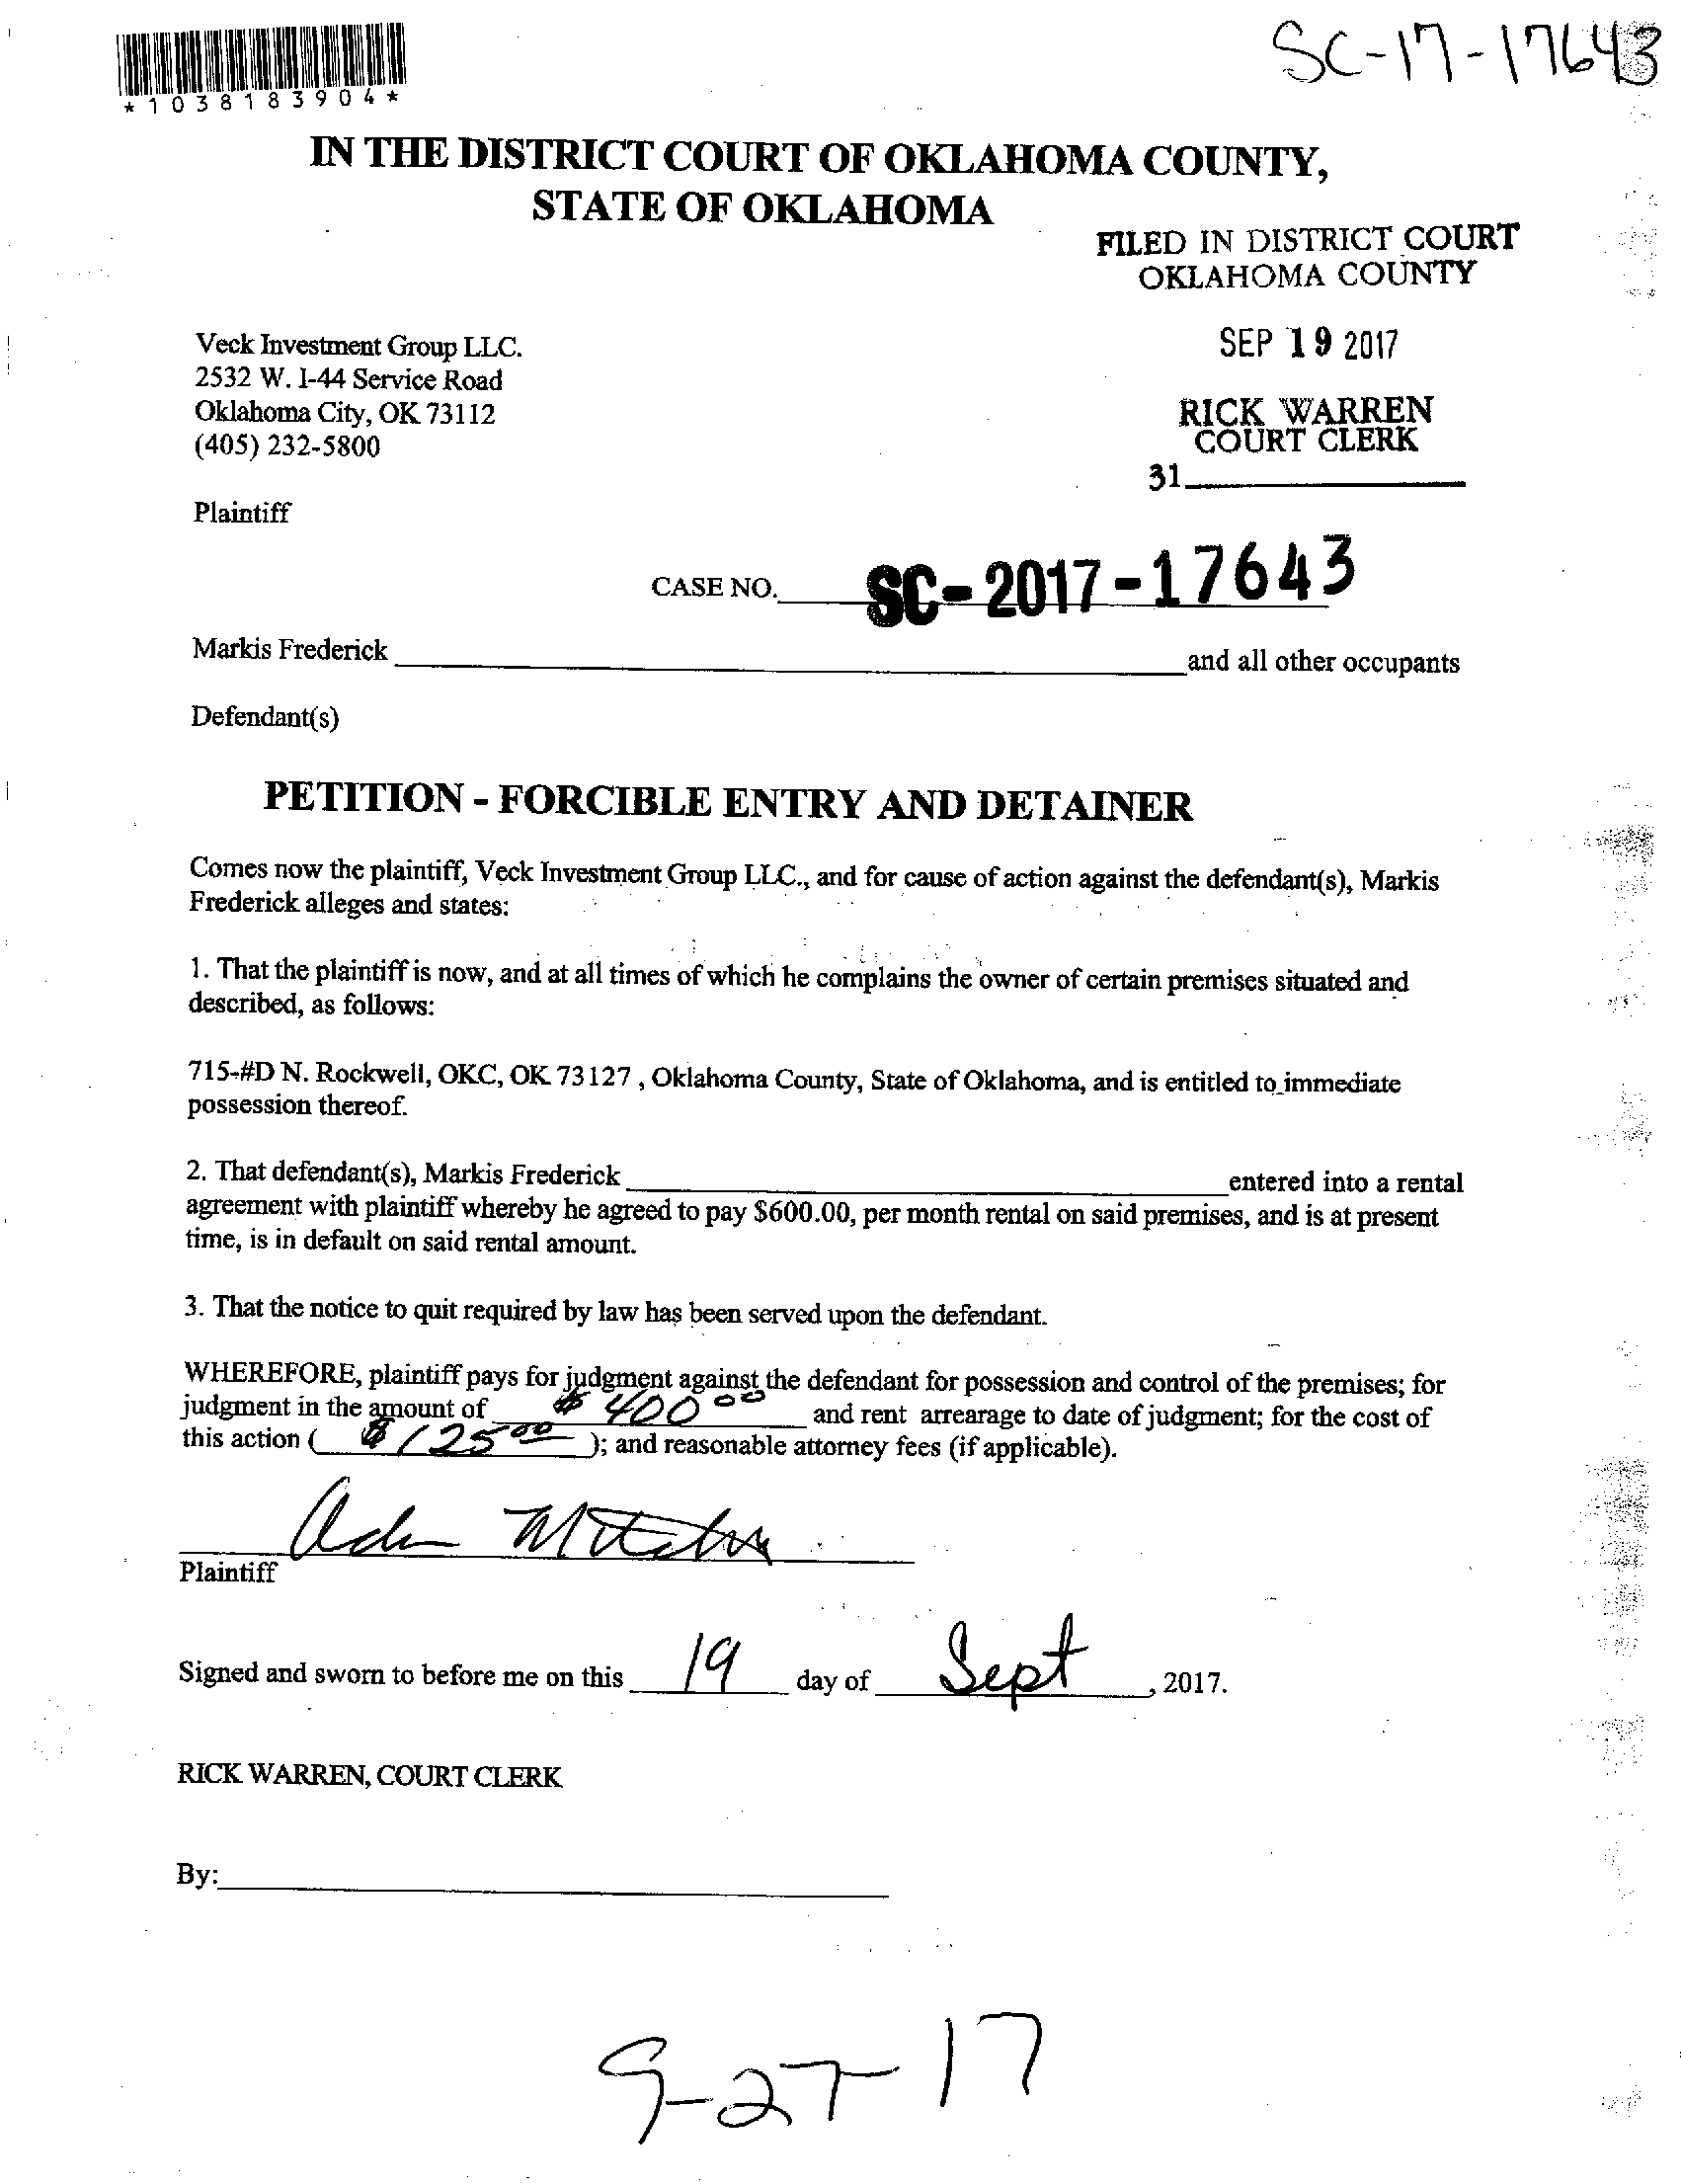 SC-17-17643
*1038183904*
IN THE DISTRICT COURT OF OKLAHOMA COUNTY,
STATE OF OKLAHOMA
FILED IN DISTRICT COURT
OKLAHOMA COUNTY
SEP 19 2017
RICK WARREN
COURT CLERK
31
Veck Investment Group LLC.
2532 W. I-44 Service Road
Oklahoma City, OK 73112
(405) 232-5800
Plaintiff
CASE NO. SC-2017-17643
Markis Frederick and all other occupants
Defendant(s)
PETITION - FORCIBLE ENTRY AND DETAINER
Comes now the plaintiff, Veck Investment Group LLC., and for cause of action against the defendant(s), Markis
Frederick alleges and states:
1. That the plaintiff is now, and at all times of which he complains the owner of certain premises situated and
described, as follows:
715-#D N. Rockwell, OKC, OK 73127 , Oklahoma County, State of Oklahoma, and is entitled to immediate
possession thereof.
2. That defendant(s), Markis Frederick entered into a rental
agreement with plaintiff whereby he agreed to pay $600.00, per month rental on said premises, and is at present
time, is in default on said rental amount.
3. That the notice to quit required by law has been served upon the defendant.
WHEREFORE, plaintiff pays for judgment against the defendant for possession and control of the premises; for
judgment in the amount of $400 00 and rent arrearage to date of judgment; for the cost of
this action ( $125 00 ); and reasonable attorney fees (if applicable).
Plaintiff
Signed and sworn to before me on this 19 day of Sept, 2017.
RICK WARREN, COURT CLERK
By:
9-27-17